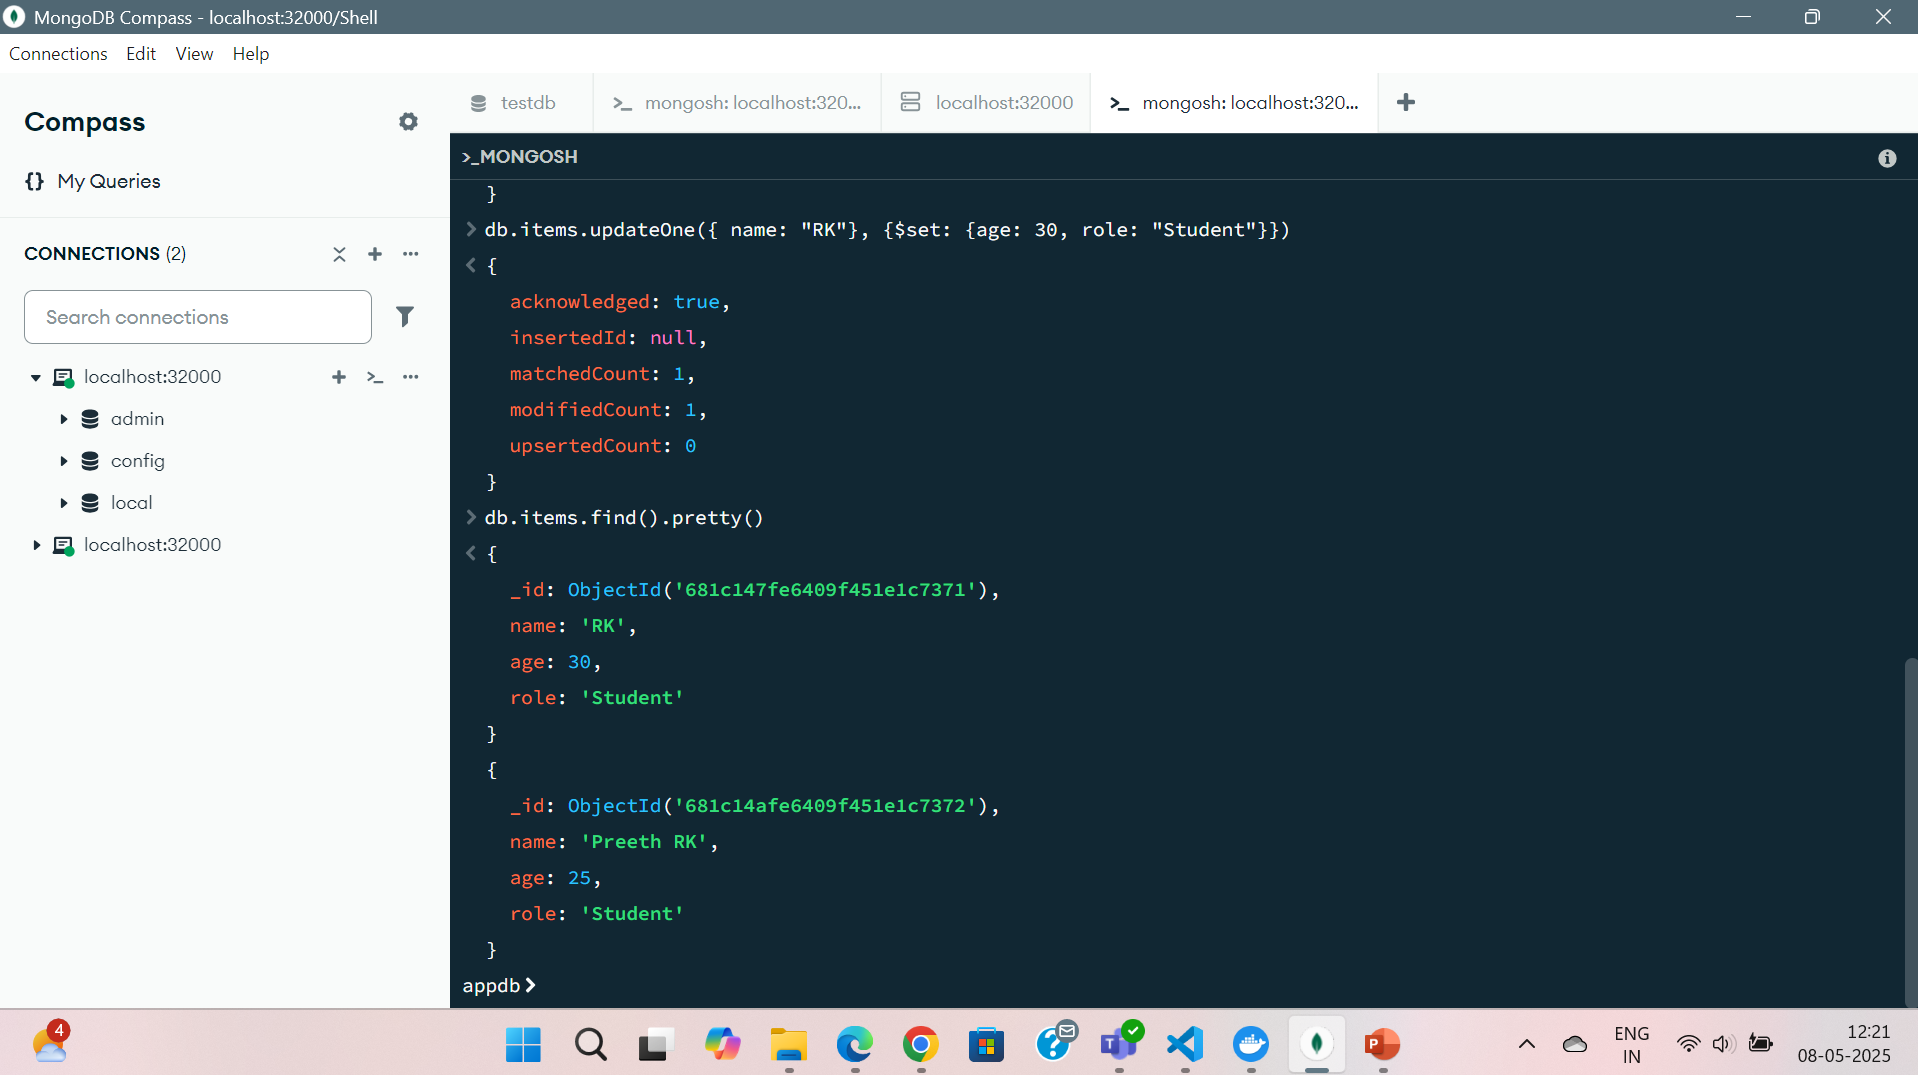 MongoDB Compass - localhost:32000/Shell
Connections Edit View Help
Compass
{} My Queries
CONNECTIONS (2)
Search connections
localhost:32000
admin
config
local
localhost:32000
testdb
>_ mongosh: localhost:320...
localhost:32000
>_ mongosh: localhost:320...
>_MONGOSH
}
> db.items.updateOne({ name: "RK"}, {$set: {age: 30, role: "Student"}})
< {
acknowledged: true,
insertedId: null,
matchedCount: 1,
modifiedCount: 1,
upsertedCount: 0
}
> db.items.find().pretty()
< {
_id: ObjectId('681c147fe6409f451e1c7371'),
name: 'RK',
age: 30,
role: 'Student'
}
{
_id: ObjectId('681c14afe6409f451e1c7372'),
name: 'Preeth RK',
age: 25,
role: 'Student'
}
appdb>
4
ENG
IN
12:21
08-05-2025